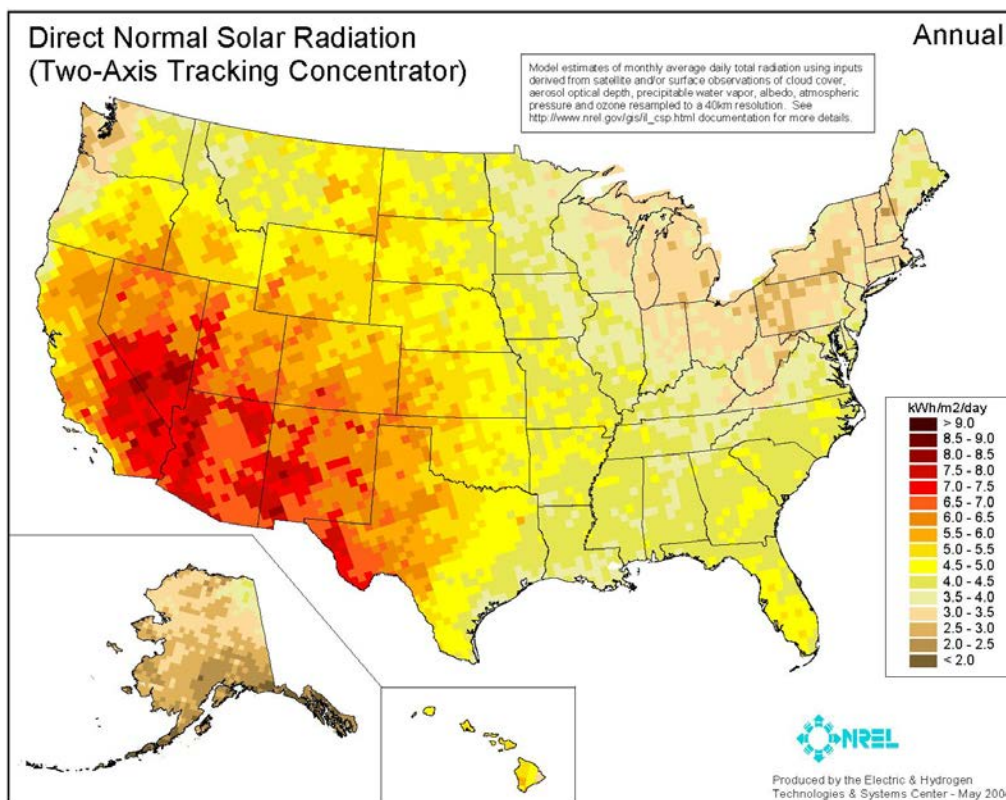 Direct Normal Solar Radiation
(Two-Axis Tracking Concentrator)
Annual
Model estimates of monthly average daily total radiation using inputs
derived from satellite and/or surface observations of cloud cover,
aerosol optical depth, precipitable water vapor, albedo, atmospheric
pressure and ozone resampled to a 40km resolution. See
http://www.nrel.gov/gis/il_csp.html documentation for more details.
kWh/m2/day
> 9.0
8.5 - 9.0
8.0 - 8.5
7.5 - 8.0
7.0 - 7.5
6.5 - 7.0
6.0 - 6.5
5.5 - 6.0
5.0 - 5.5
4.5 - 5.0
4.0 - 4.5
3.5 - 4.0
3.0 - 3.5
2.5 - 3.0
2.0 - 2.5
< 2.0
NREL
Produced by the Electric & Hydrogen
Technologies & Systems Center - May